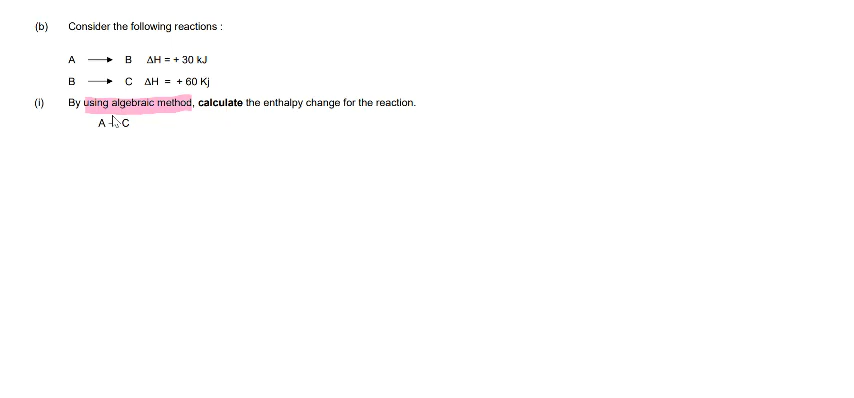 (b) Consider the following reactions :
A ⟶ B ΔH = + 30 kJ
B ⟶ C ΔH = + 60 Kj
(i) By using algebraic method, calculate the enthalpy change for the reaction.
A C